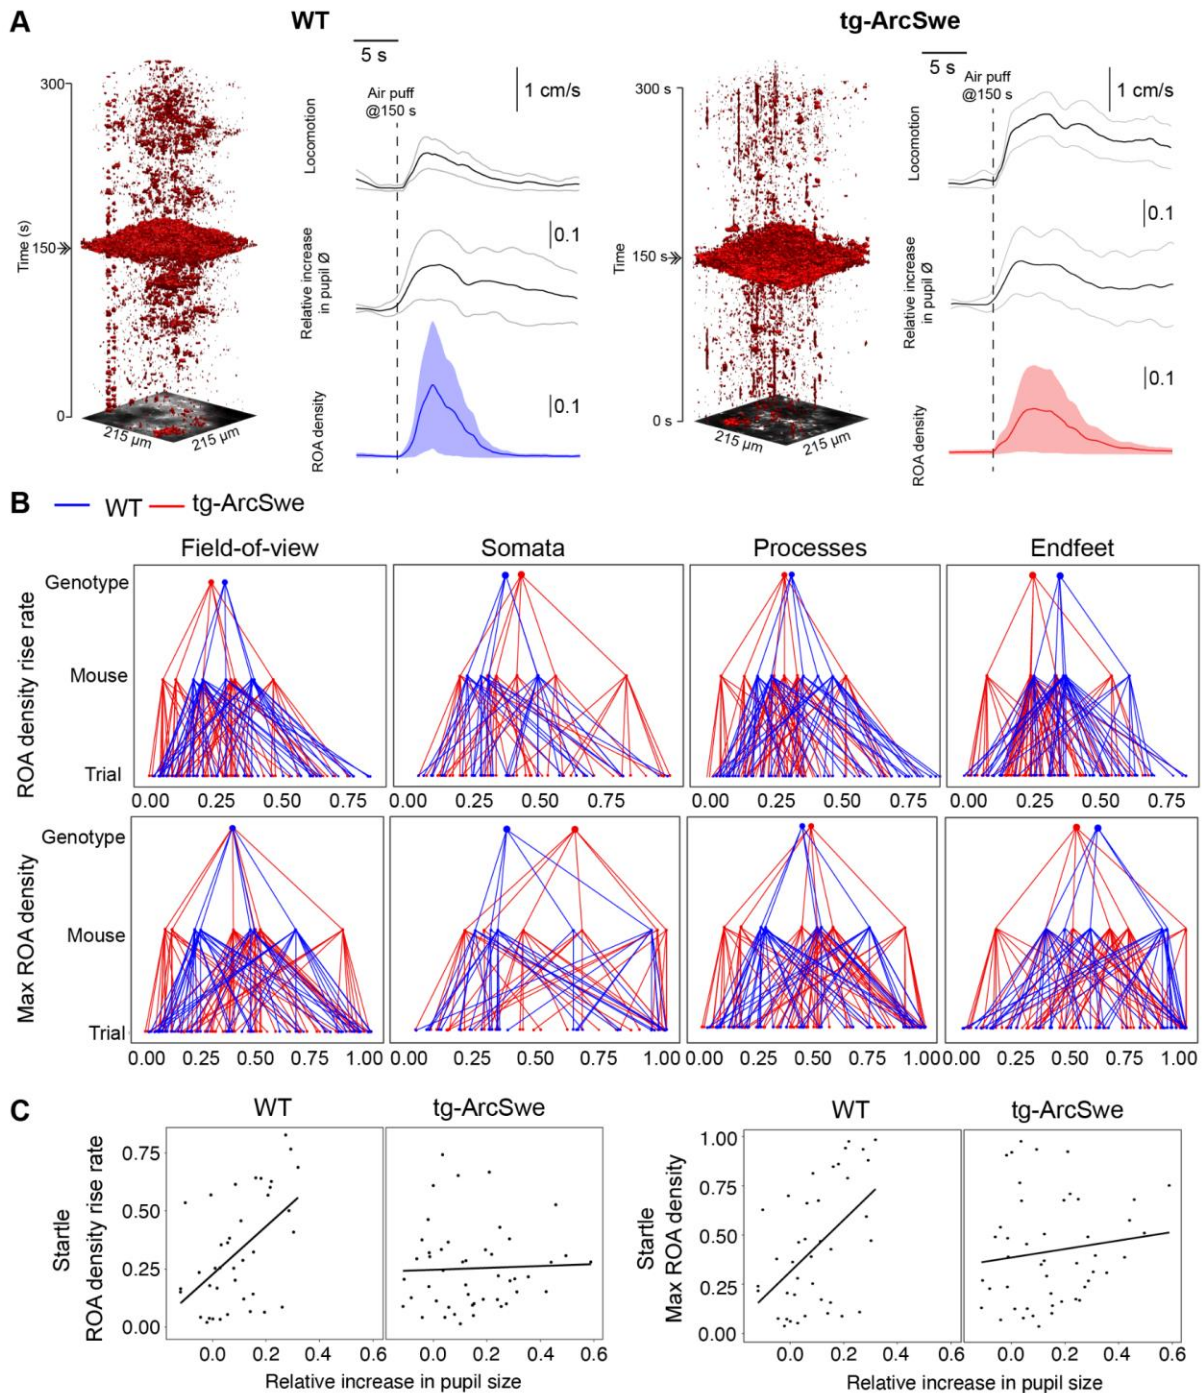 A
WT
tg-ArcSwe
5 s
1 cm/s
Air puff
@150 s
Locomotion
300
150
Time (s)
0
215 µm
215 µm
0.1
Relative increase
in pupil Ø
0.1
ROA density
5 s
1 cm/s
Air puff
@150 s
Locomotion
300 s
150 s
Time
0 s
215 µm
215 µm
0.1
Relative increase
in pupil Ø
0.1
ROA density
B
WT
tg-ArcSwe
Field-of-view
Somata
Processes
Endfeet
ROA density rise rate
Genotype
Mouse
Trial
0.00 0.25 0.50 0.75
0.00 0.25 0.50 0.75
0.00 0.25 0.50 0.75
0.00 0.25 0.50 0.75
Max ROA density
Genotype
Mouse
Trial
0.00 0.25 0.50 0.75 1.00
0.00 0.25 0.50 0.75 1.00
0.00 0.25 0.50 0.75 1.00
0.00 0.25 0.50 0.75 1.00
C
WT
tg-ArcSwe
Startle
ROA density rise rate
0.75
0.50
0.25
0.00
0.0 0.2 0.4 0.6
0.0 0.2 0.4 0.6
Relative increase in pupil size
WT
tg-ArcSwe
Startle
Max ROA density
1.00
0.75
0.50
0.25
0.00
0.0 0.2 0.4 0.6
0.0 0.2 0.4 0.6
Relative increase in pupil size